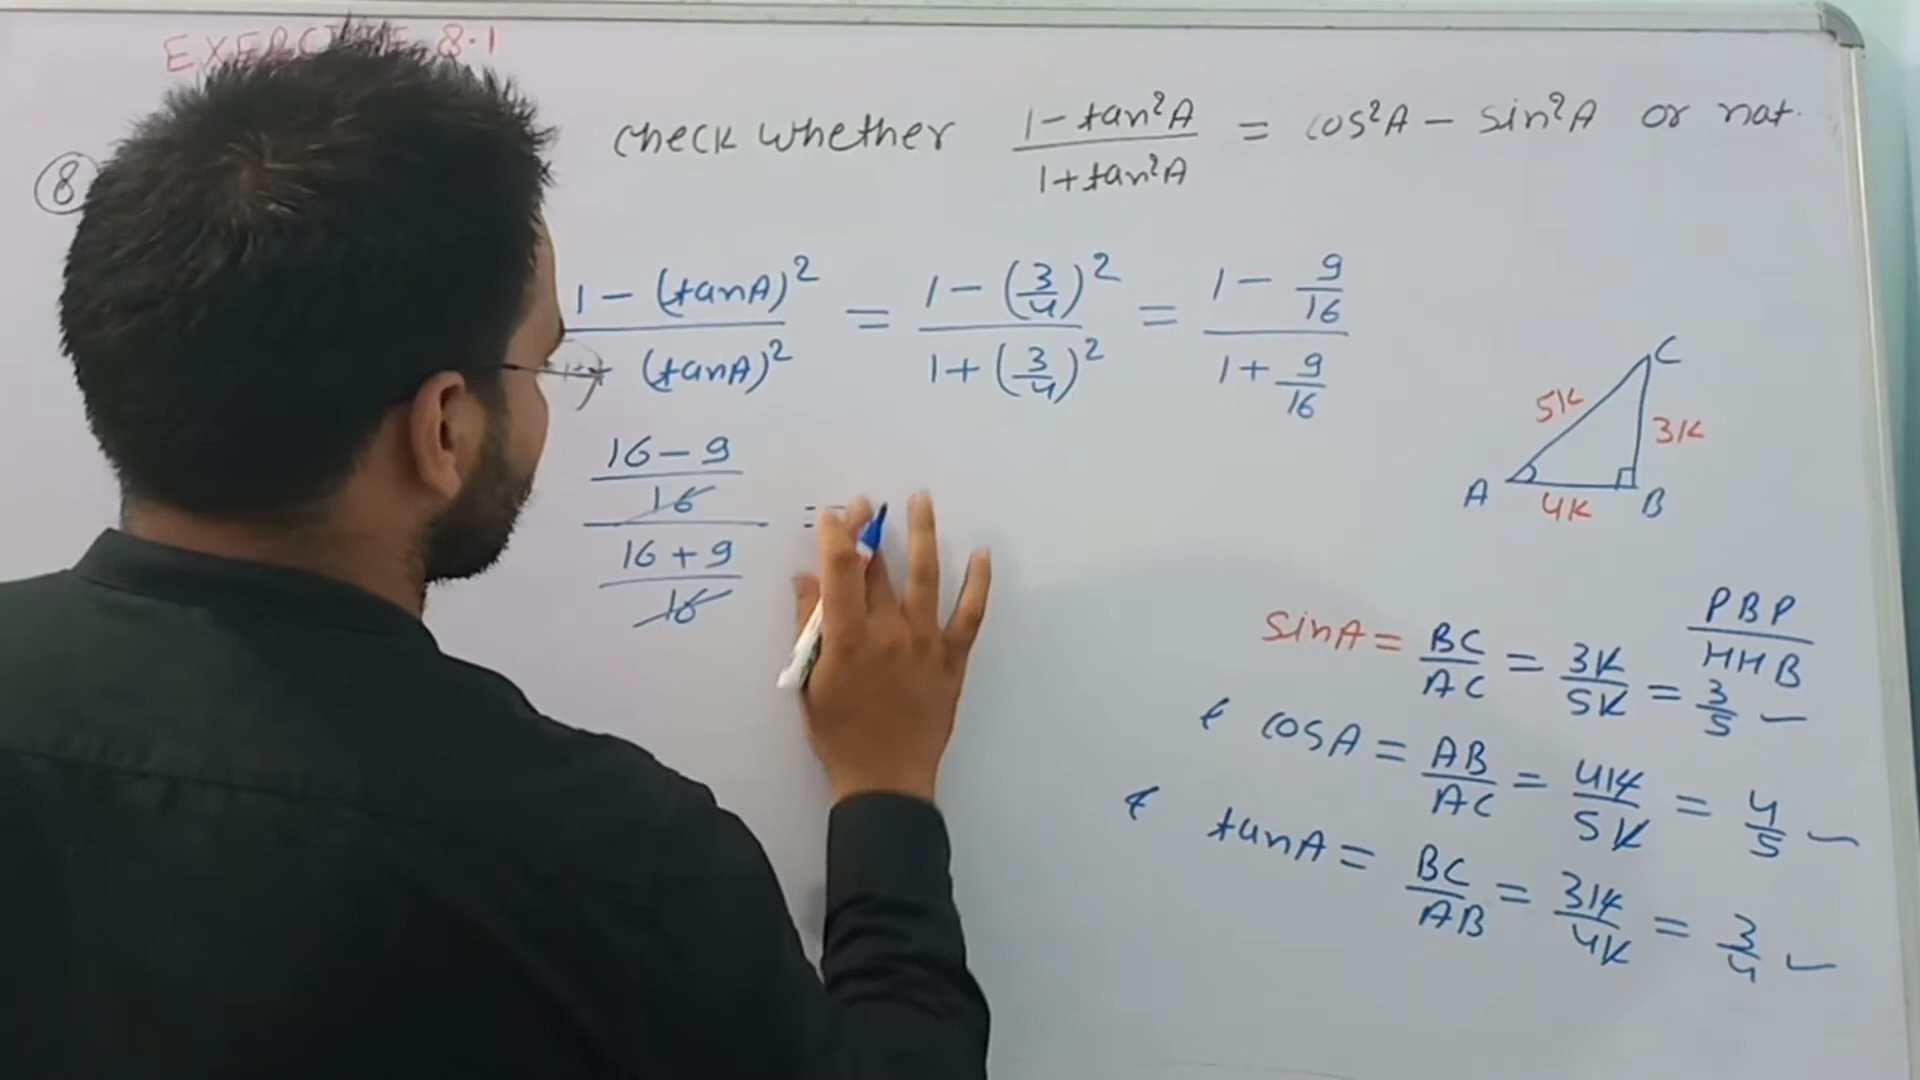 EXERCISE 8.1
⑧ check whether (1 - tan²A)/(1 + tan²A) = cos²A - sin²A or not.
(1 - (tanA)²)/(1 + (tanA)²) = (1 - (3/4)²)/(1 + (3/4)²) = (1 - 9/16)/(1 + 9/16)
((16 - 9)/16)/((16 + 9)/16) =
C
5K
3K
A
4K
B
PBP/HHB
sinA = BC/AC = 3K/5K = 3/5
& cosA = AB/AC = 4K/5K = 4/5
& tanA = BC/AB = 3K/4K = 3/4